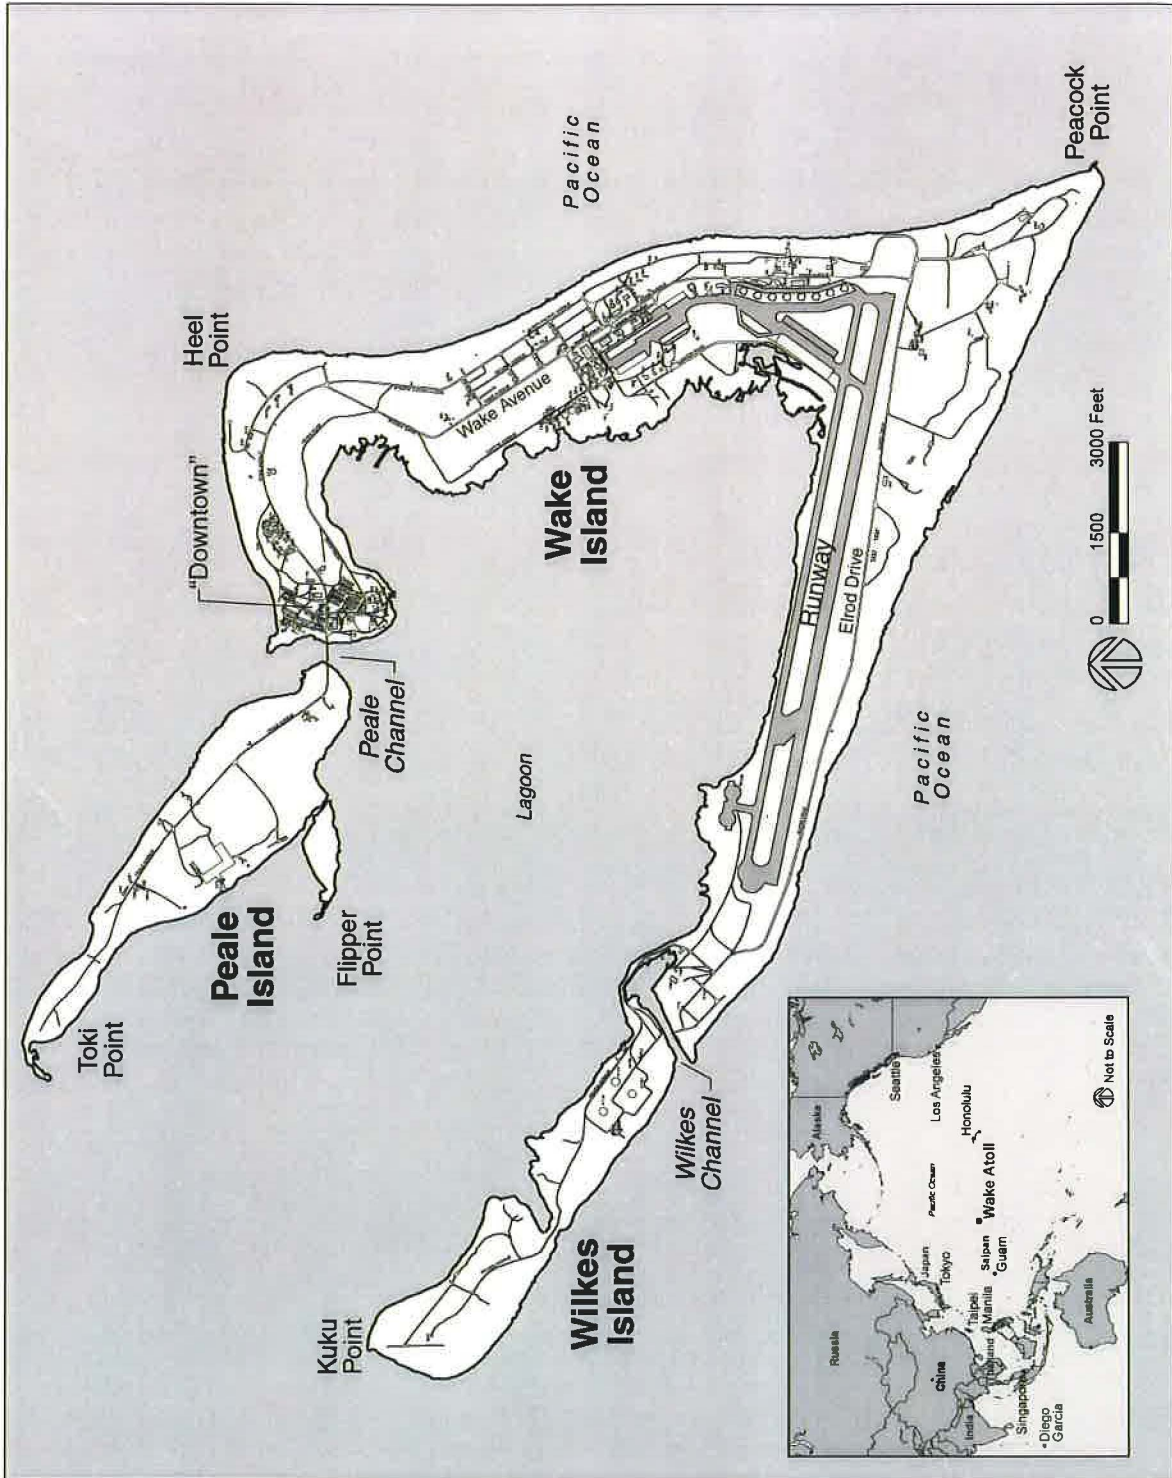 Toki
Point
Peale
Island
Flipper
Point
Peale
Channel
"Downtown"
Heel
Point
Kuku
Point
Wilkes
Island
Wilkes
Channel
Lagoon
Wake
Island
Wake Avenue
Pacific
Ocean
Runway
Elrod Drive
Pacific
Ocean
Peacock
Point
0 1500 3000 Feet
Russia
Alaska
Seattle
Los Angeles
Japan
Tokyo
Pacific Ocean
Honolulu
China
Taipei
Manila
Saipan
Guam
Wake Atoll
India
Thailand
Singapore
Diego
Garcia
Australia
Not to Scale